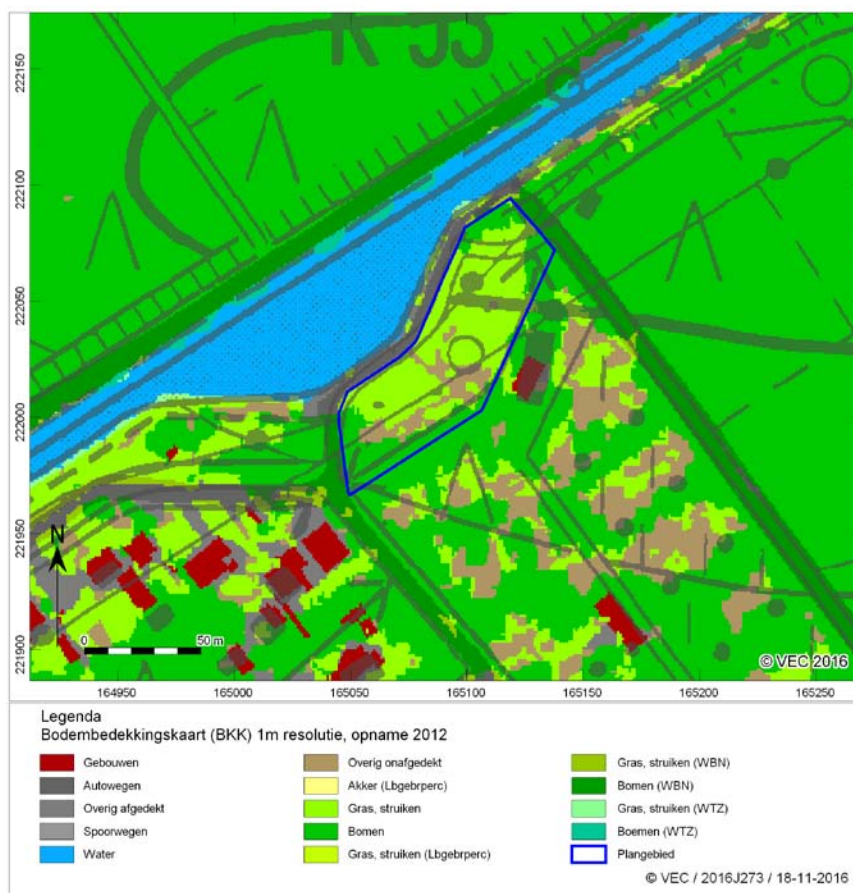 R 53
222150
222100
222050
222000
221950
221900
N
0 50 m
© VEC 2016
164950 165000 165050 165100 165150 165200 165250
Legenda
Bodembedekkingskaart (BKK) 1m resolutie, opname 2012
Gebouwen
Autowegen
Overig afgedekt
Spoorwegen
Water
Overig onafgedekt
Akker (Lbgebrperc)
Gras, struiken
Bomen
Gras, struiken (Lbgebrperc)
Gras, struiken (WBN)
Bomen (WBN)
Gras, struiken (WTZ)
Boemen (WTZ)
Plangebied
© VEC / 2016J273 / 18-11-2016